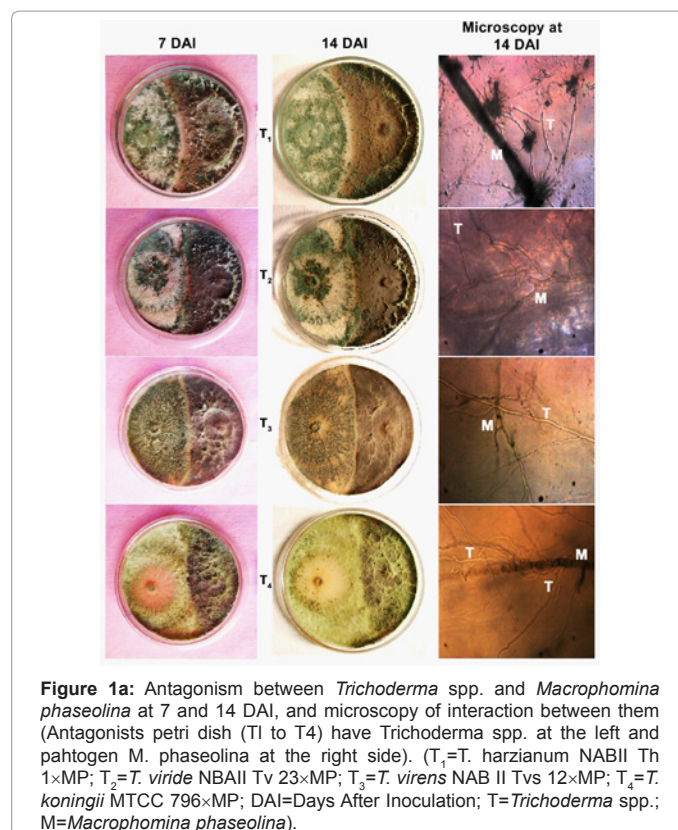 7 DAI 14 DAI Microscopy at
14 DAI
T1
T
M
T2
T
M
T3
T
M
T4
T
M
T
Figure 1a: Antagonism between Trichoderma spp. and Macrophomina
phaseolina at 7 and 14 DAI, and microscopy of interaction between them
(Antagonists petri dish (TI to T4) have Trichoderma spp. at the left and
pahtogen M. phaseolina at the right side). (T1=T. harzianum NABII Th
1×MP; T2=T. viride NBAII Tv 23×MP; T3=T. virens NAB II Tvs 12×MP; T4=T.
koningii MTCC 796×MP; DAI=Days After Inoculation; T=Trichoderma spp.;
M=Macrophomina phaseolina).